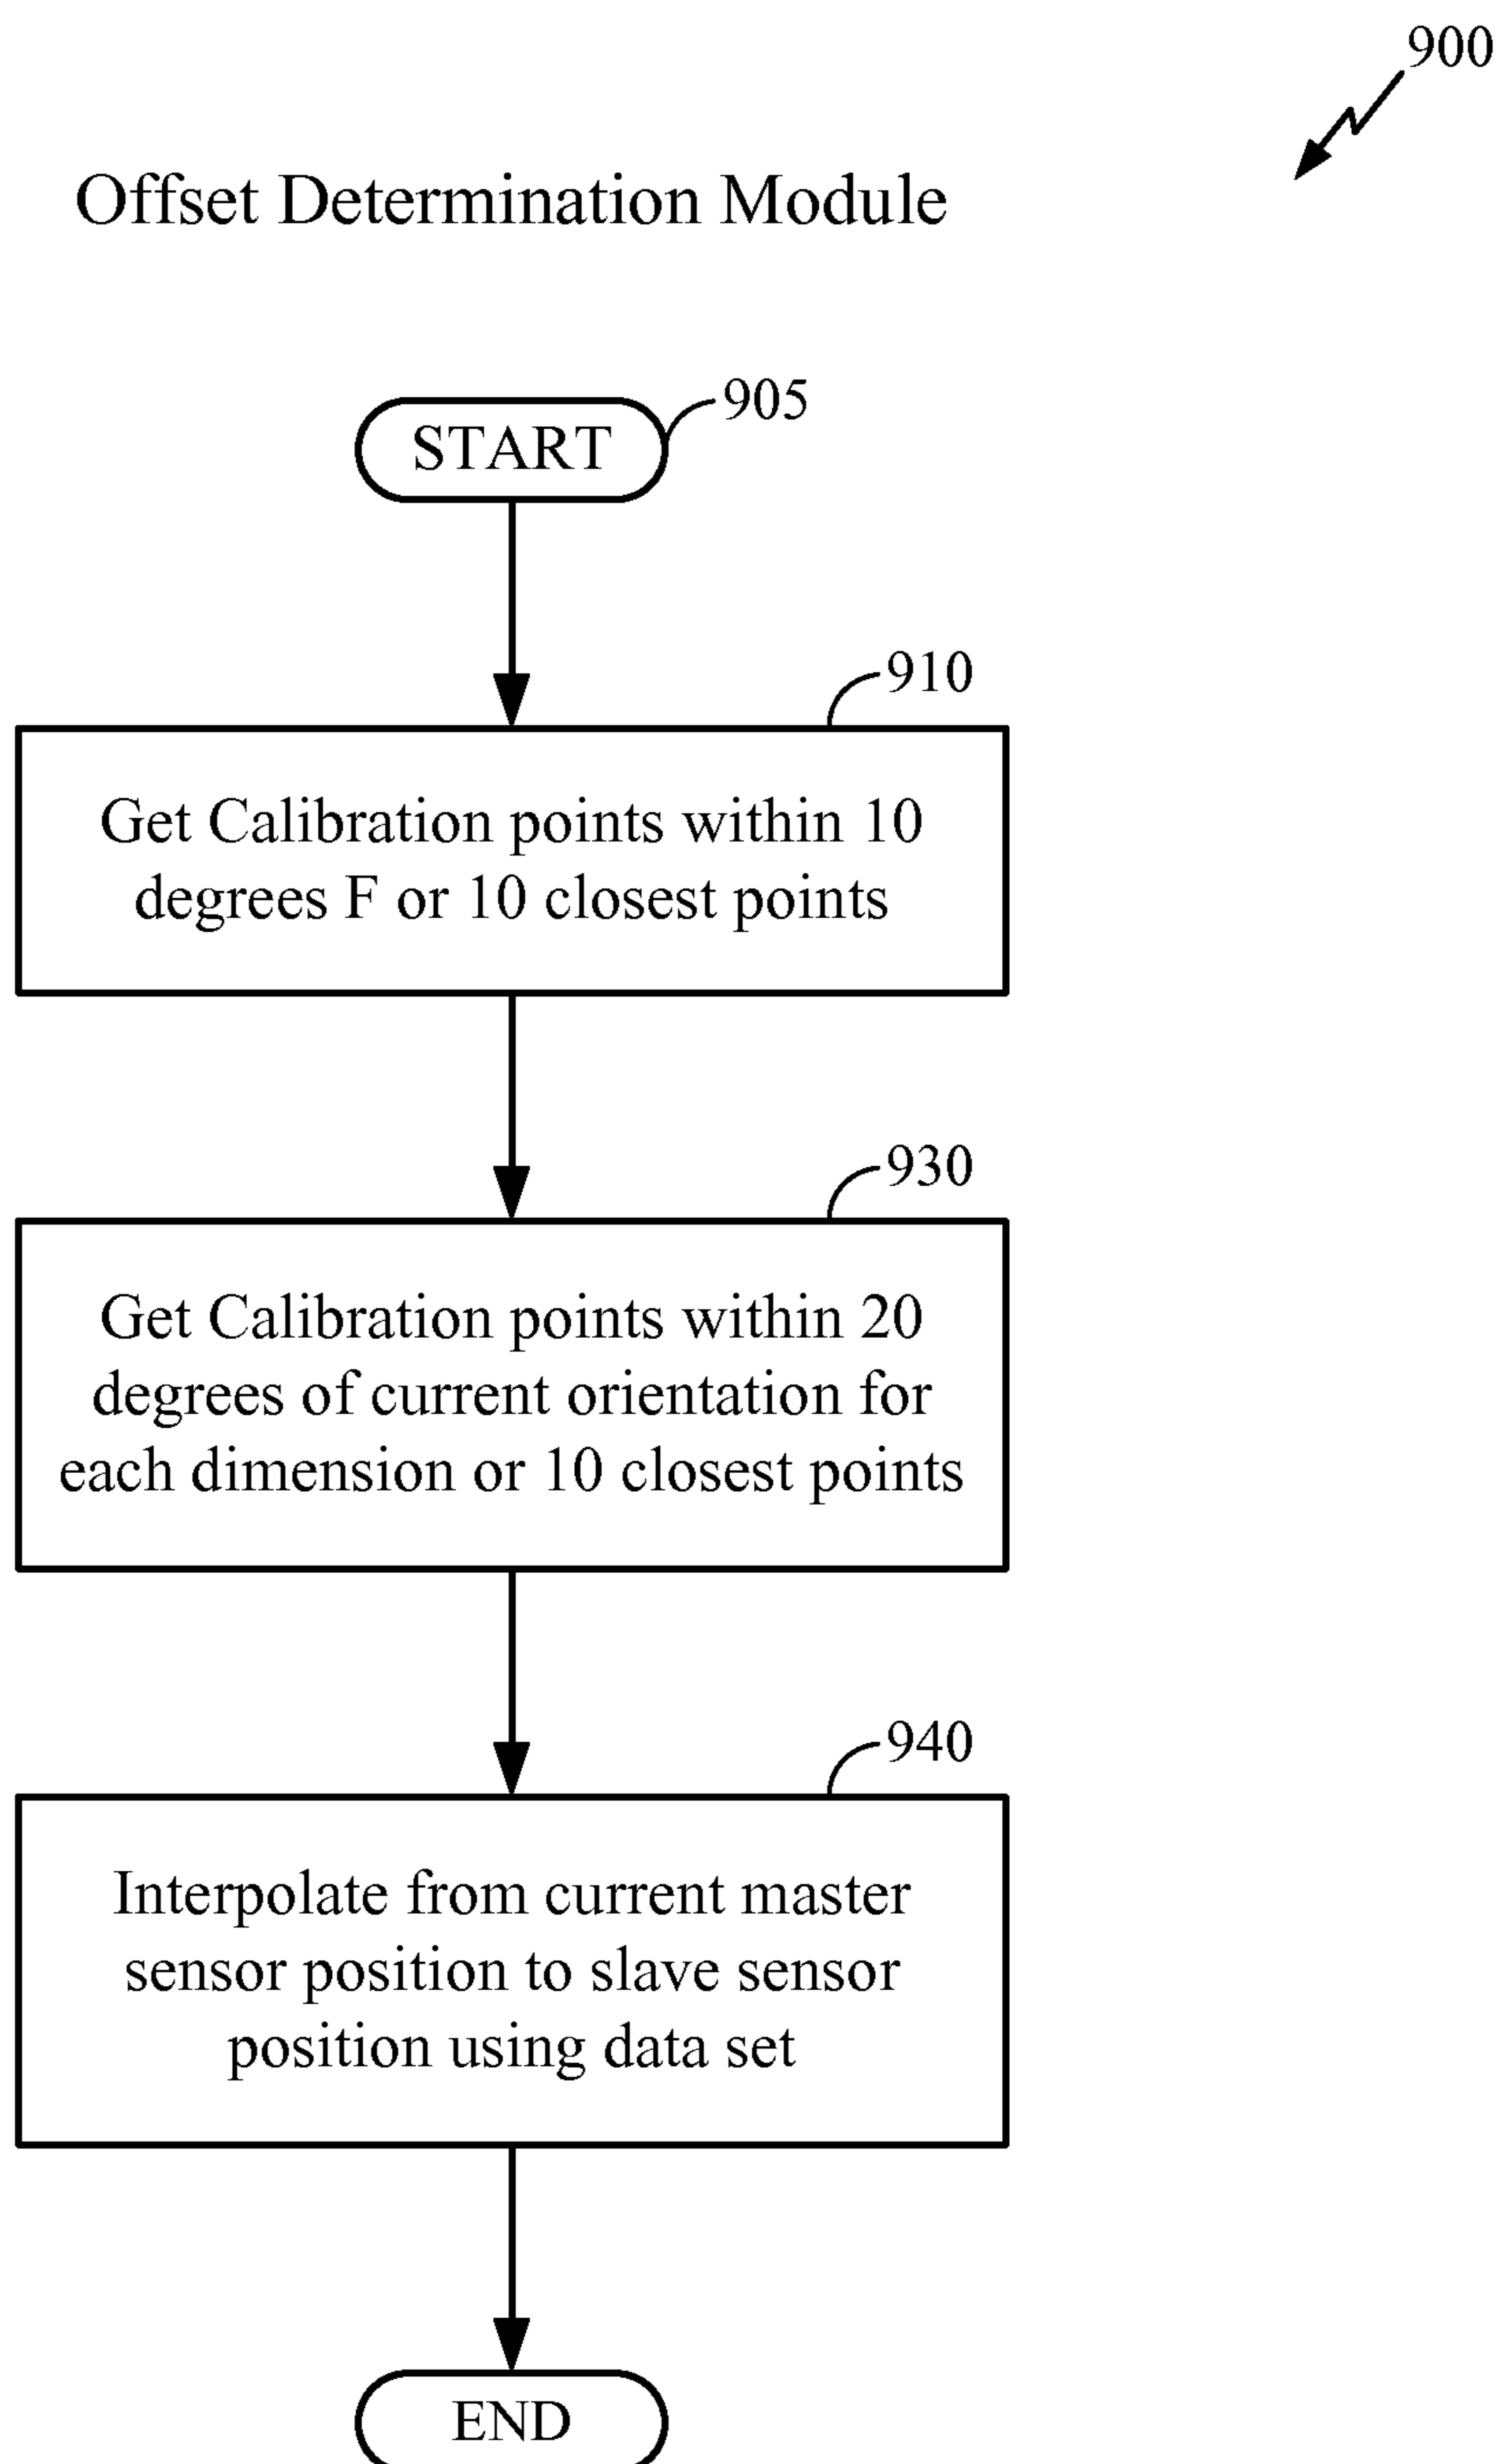 900
Offset Determination Module
905
START
910
Get Calibration points within 10
degrees F or 10 closest points
930
Get Calibration points within 20
degrees of current orientation for
each dimension or 10 closest points
940
Interpolate from current master
sensor position to slave sensor
position using data set
END